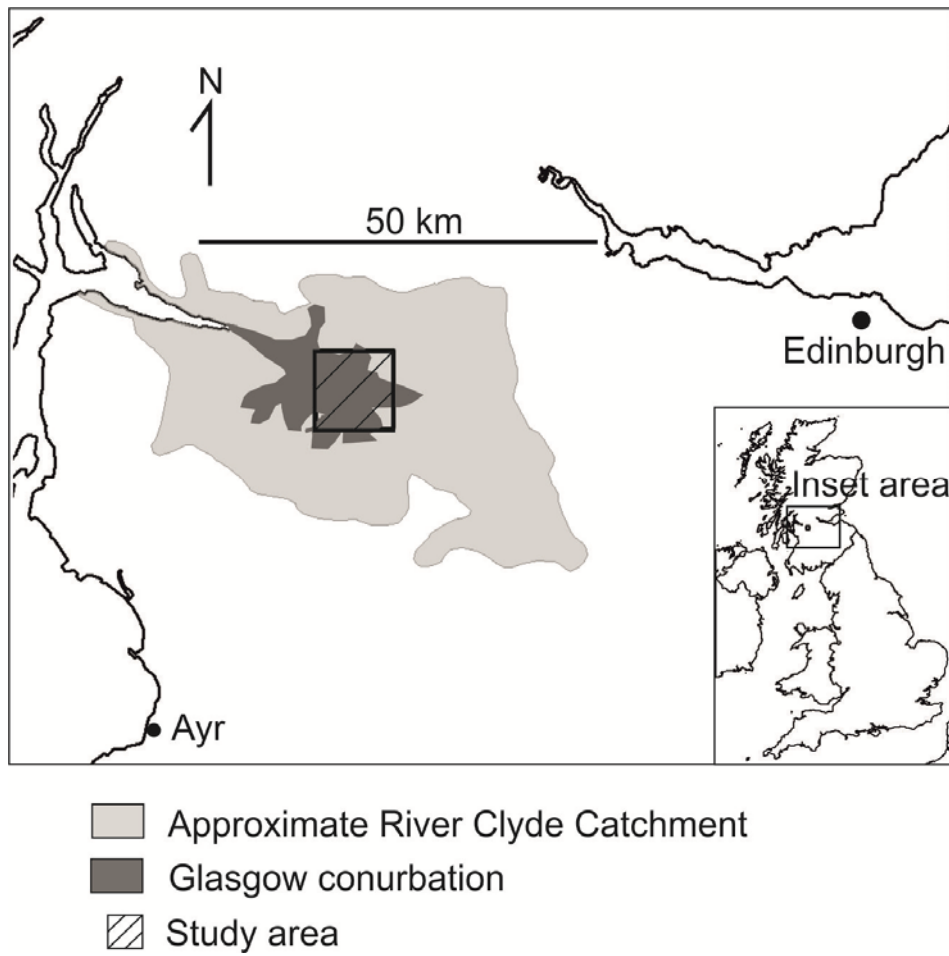 N
50 km
Edinburgh
Inset area
Ayr
Approximate River Clyde Catchment
Glasgow conurbation
Study area